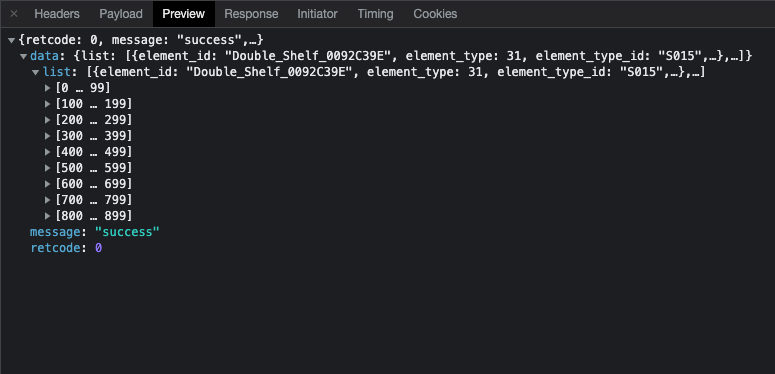 × Headers Payload Preview Response Initiator Timing Cookies
▼{retcode: 0, message: "success",…}
▼data: {list: [{element_id: "Double_Shelf_0092C39E", element_type: 31, element_type_id: "S015",…},…]}
▼list: [{element_id: "Double_Shelf_0092C39E", element_type: 31, element_type_id: "S015",…},…]
▶[0 … 99]
▶[100 … 199]
▶[200 … 299]
▶[300 … 399]
▶[400 … 499]
▶[500 … 599]
▶[600 … 699]
▶[700 … 799]
▶[800 … 899]
message: "success"
retcode: 0